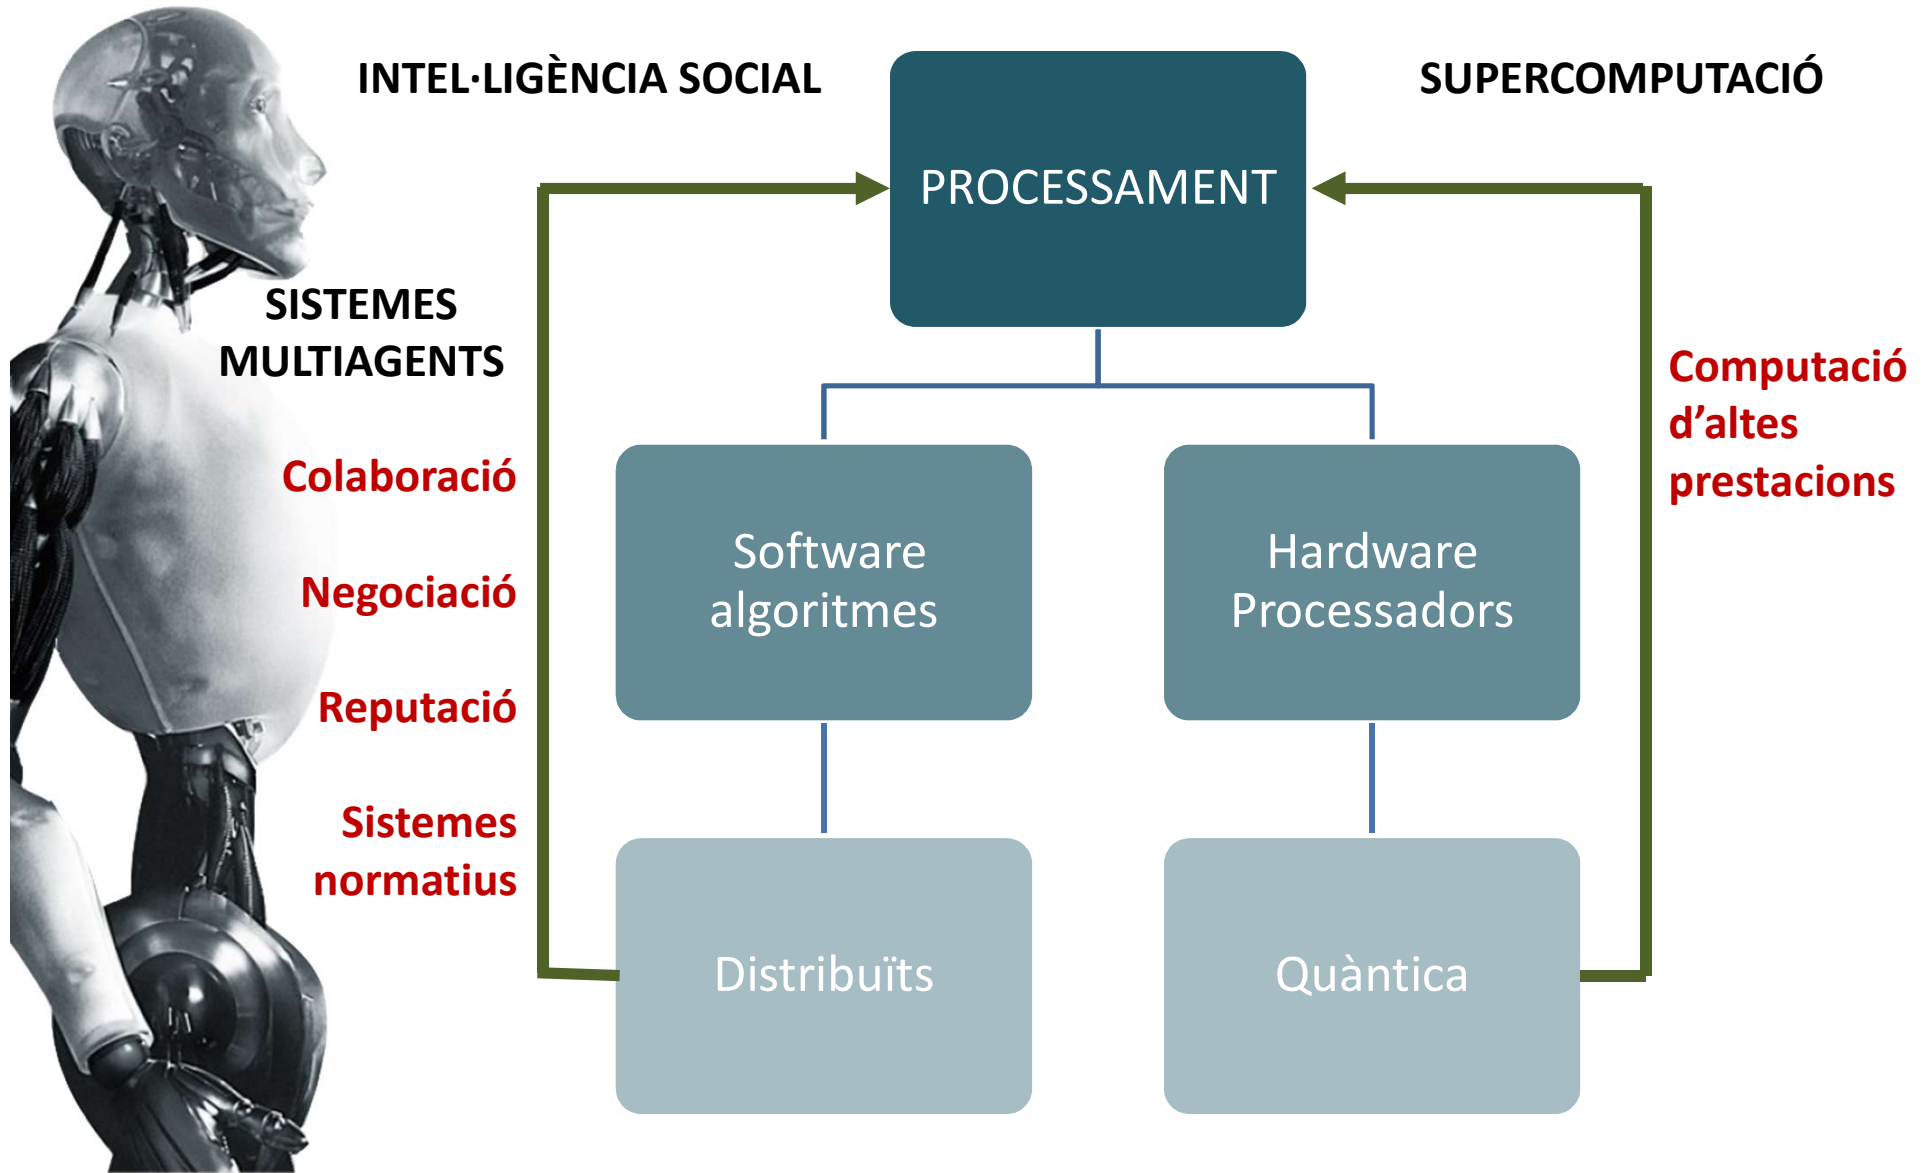 INTEL·LIGÈNCIA SOCIAL
PROCESSAMENT
SUPERCOMPUTACIÓ
SISTEMES
MULTIAGENTS
Colaboració
Negociació
Reputació
Sistemes
normatius
Software
algoritmes
Hardware
Processadors
Distribuïts
Quàntica
Computació
d’altes
prestacions